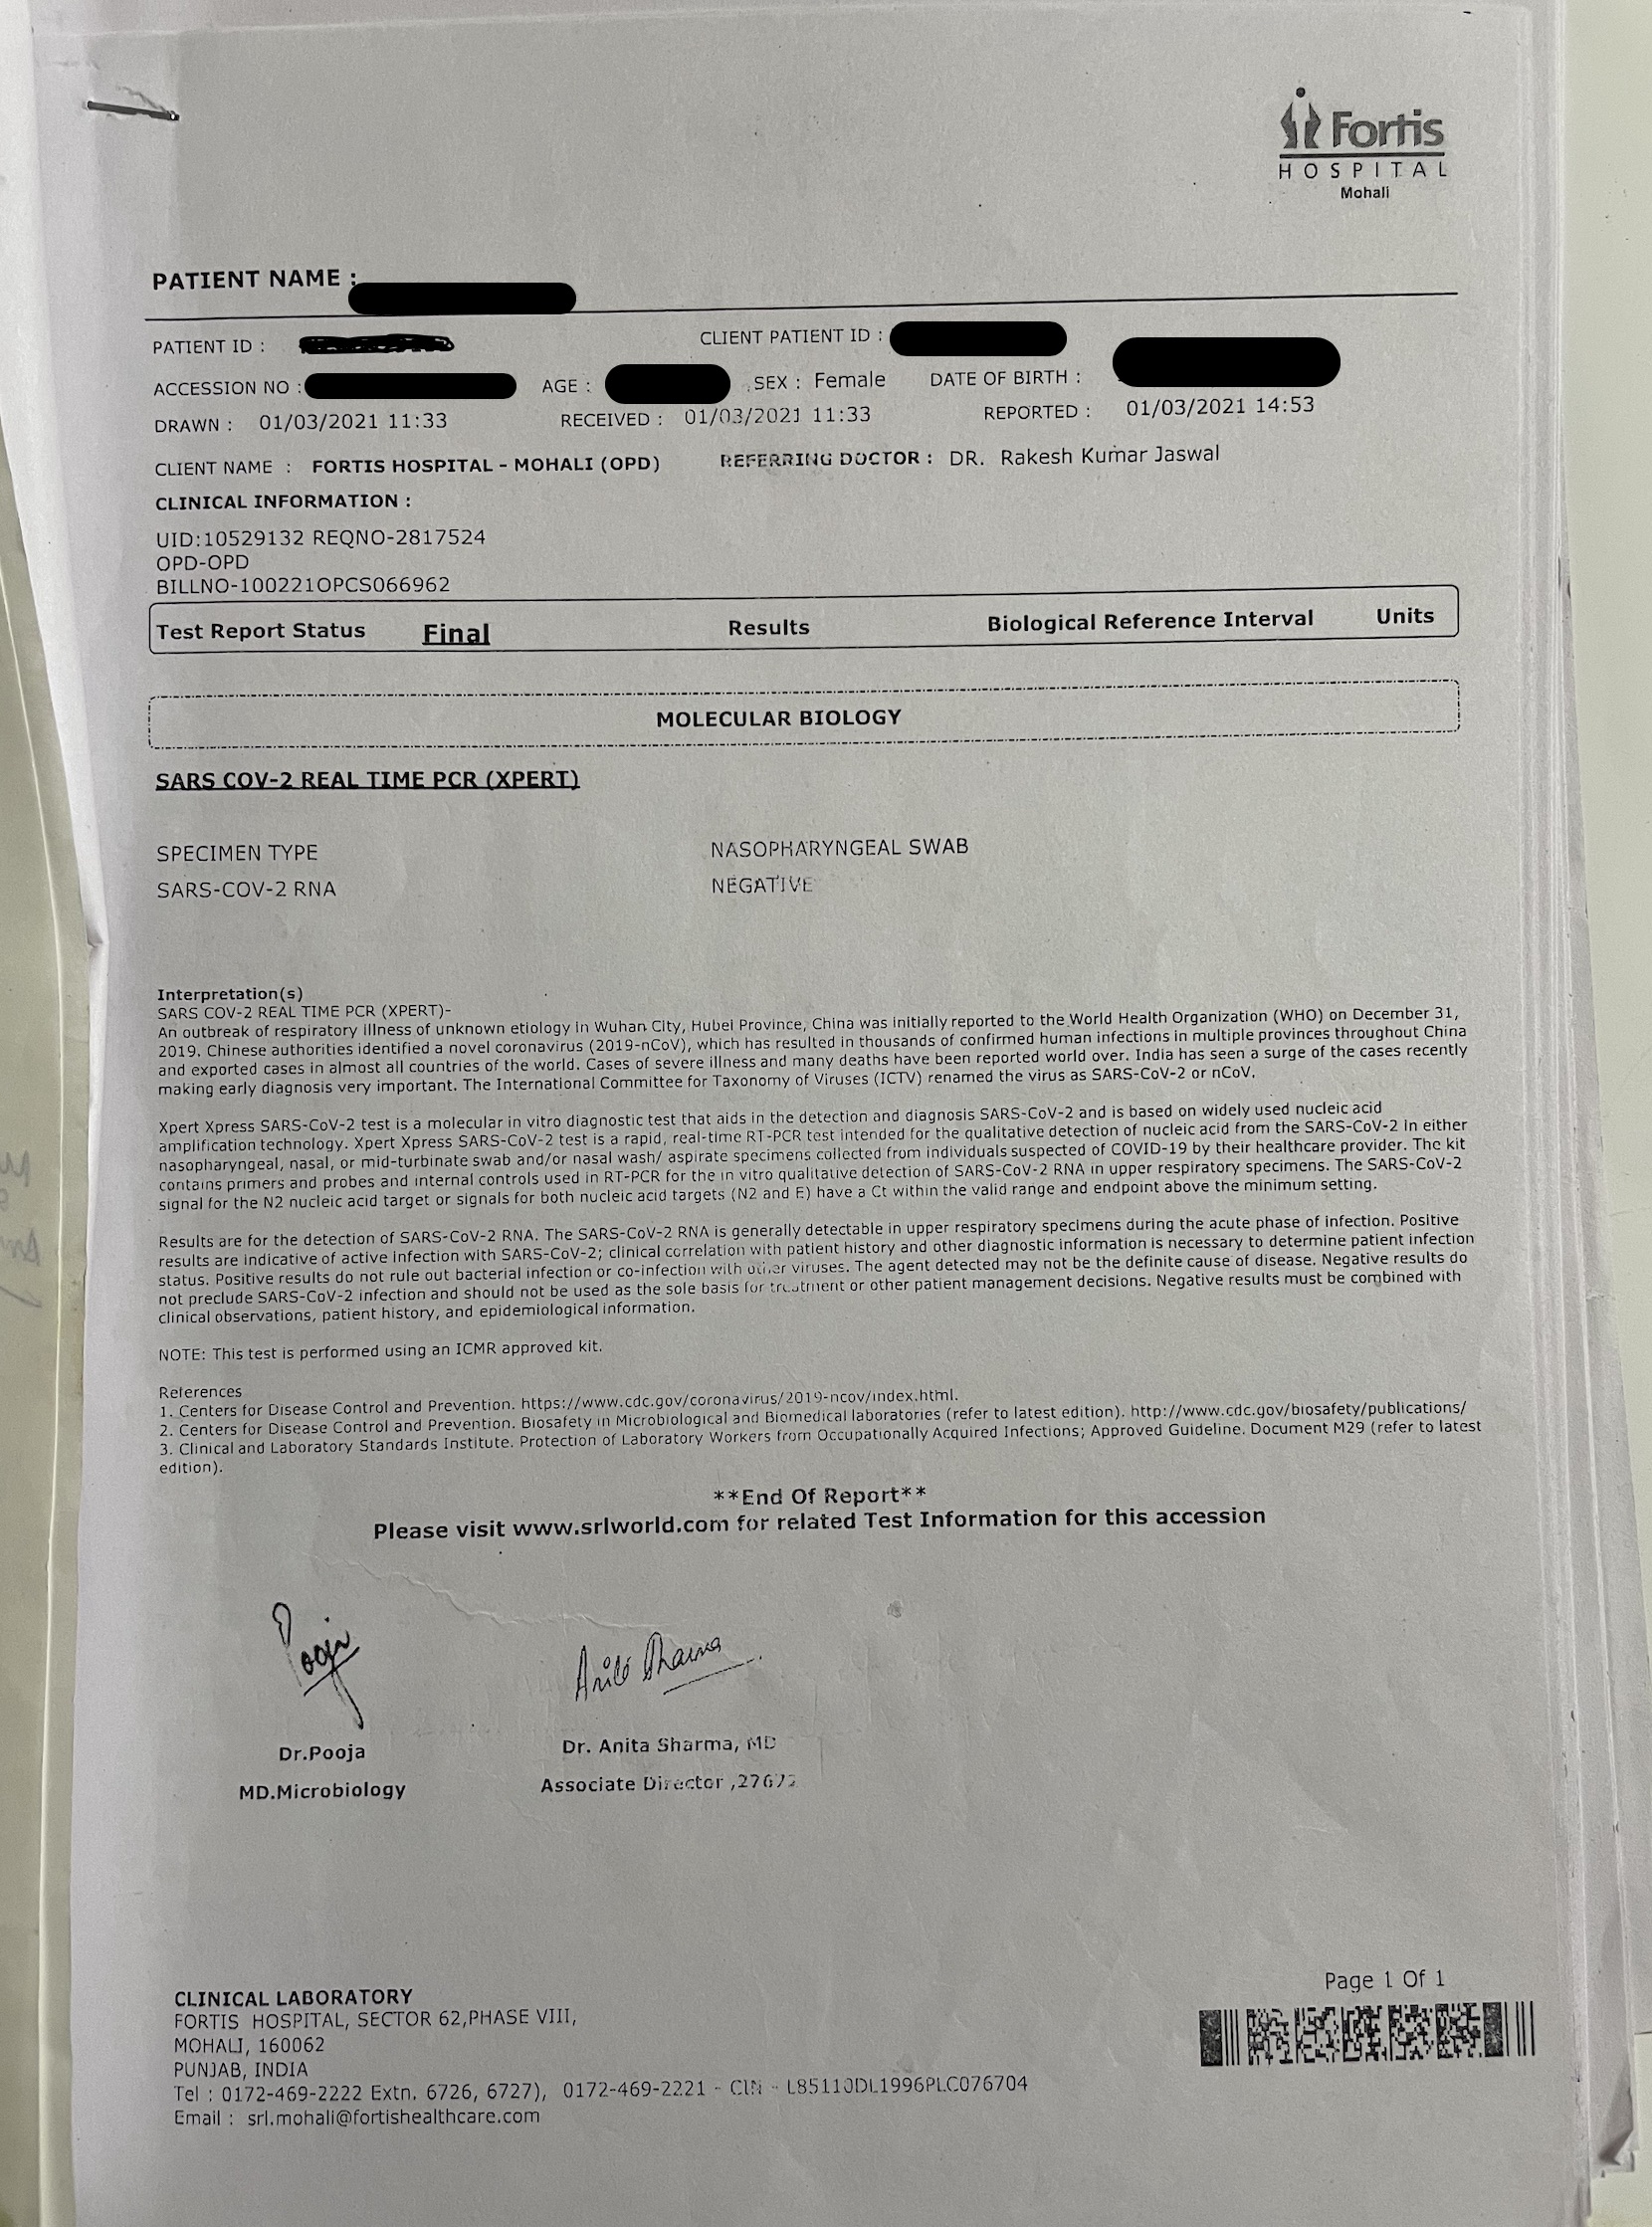 Fortis
HOSPITAL
Mohali
PATIENT NAME :
PATIENT ID :
CLIENT PATIENT ID :
ACCESSION NO : AGE : SEX : Female DATE OF BIRTH :
DRAWN : 01/03/2021 11:33 RECEIVED : 01/03/2021 11:33 REPORTED : 01/03/2021 14:53
CLIENT NAME : FORTIS HOSPITAL - MOHALI (OPD) REFERRING DOCTOR : DR. Rakesh Kumar Jaswal
CLINICAL INFORMATION :
UID:10529132 REQNO-2817524
OPD-OPD
BILLNO-100221OPCS066962
Test Report Status Final Results Biological Reference Interval Units
MOLECULAR BIOLOGY
SARS COV-2 REAL TIME PCR (XPERT)
SPECIMEN TYPE NASOPHARYNGEAL SWAB
SARS-COV-2 RNA NEGATIVE
Interpretation(s)
SARS COV-2 REAL TIME PCR (XPERT)-
An outbreak of respiratory illness of unknown etiology in Wuhan City, Hubei Province, China was initially reported to the World Health Organization (WHO) on December 31,
2019. Chinese authorities identified a novel coronavirus (2019-nCoV), which has resulted in thousands of confirmed human infections in multiple provinces throughout China
and exported cases in almost all countries of the world. Cases of severe illness and many deaths have been reported world over. India has seen a surge of the cases recently
making early diagnosis very important. The International Committee for Taxonomy of Viruses (ICTV) renamed the virus as SARS-CoV-2 or nCoV.
Xpert Xpress SARS-CoV-2 test is a molecular in vitro diagnostic test that aids in the detection and diagnosis SARS-CoV-2 and is based on widely used nucleic acid
amplification technology. Xpert Xpress SARS-CoV-2 test is a rapid, real-time RT-PCR test intended for the qualitative detection of nucleic acid from the SARS-CoV-2 in either
nasopharyngeal, nasal, or mid-turbinate swab and/or nasal wash/ aspirate specimens collected from individuals suspected of COVID-19 by their healthcare provider. The kit
contains primers and probes and internal controls used in RT-PCR for the in vitro qualitative detection of SARS-CoV-2 RNA in upper respiratory specimens. The SARS-CoV-2
signal for the N2 nucleic acid target or signals for both nucleic acid targets (N2 and E) have a Ct within the valid range and endpoint above the minimum setting.
Results are for the detection of SARS-CoV-2 RNA. The SARS-CoV-2 RNA is generally detectable in upper respiratory specimens during the acute phase of infection. Positive
results are indicative of active infection with SARS-CoV-2; clinical correlation with patient history and other diagnostic information is necessary to determine patient infection
status. Positive results do not rule out bacterial infection or co-infection with other viruses. The agent detected may not be the definite cause of disease. Negative results do
not preclude SARS-CoV-2 infection and should not be used as the sole basis for treatment or other patient management decisions. Negative results must be combined with
clinical observations, patient history, and epidemiological information.
NOTE: This test is performed using an ICMR approved kit.
References
1. Centers for Disease Control and Prevention. https://www.cdc.gov/coronavirus/2019-ncov/index.html.
2. Centers for Disease Control and Prevention. Biosafety in Microbiological and Biomedical laboratories (refer to latest edition). http://www.cdc.gov/biosafety/publications/
3. Clinical and Laboratory Standards Institute. Protection of Laboratory Workers from Occupationally Acquired Infections; Approved Guideline. Document M29 (refer to latest
edition).
**End Of Report**
Please visit www.srlworld.com for related Test Information for this accession
Pooja
Anita Sharma
Dr.Pooja Dr. Anita Sharma, MD
MD.Microbiology Associate Director
Page 1 Of 1
CLINICAL LABORATORY
FORTIS HOSPITAL, SECTOR 62,PHASE VIII,
MOHALI, 160062
PUNJAB, INDIA
Tel : 0172-469-2222 Extn. 6726, 6727), 0172-469-2221 - CIN - L85110DL1996PLC076704
Email : srl.mohali@fortishealthcare.com